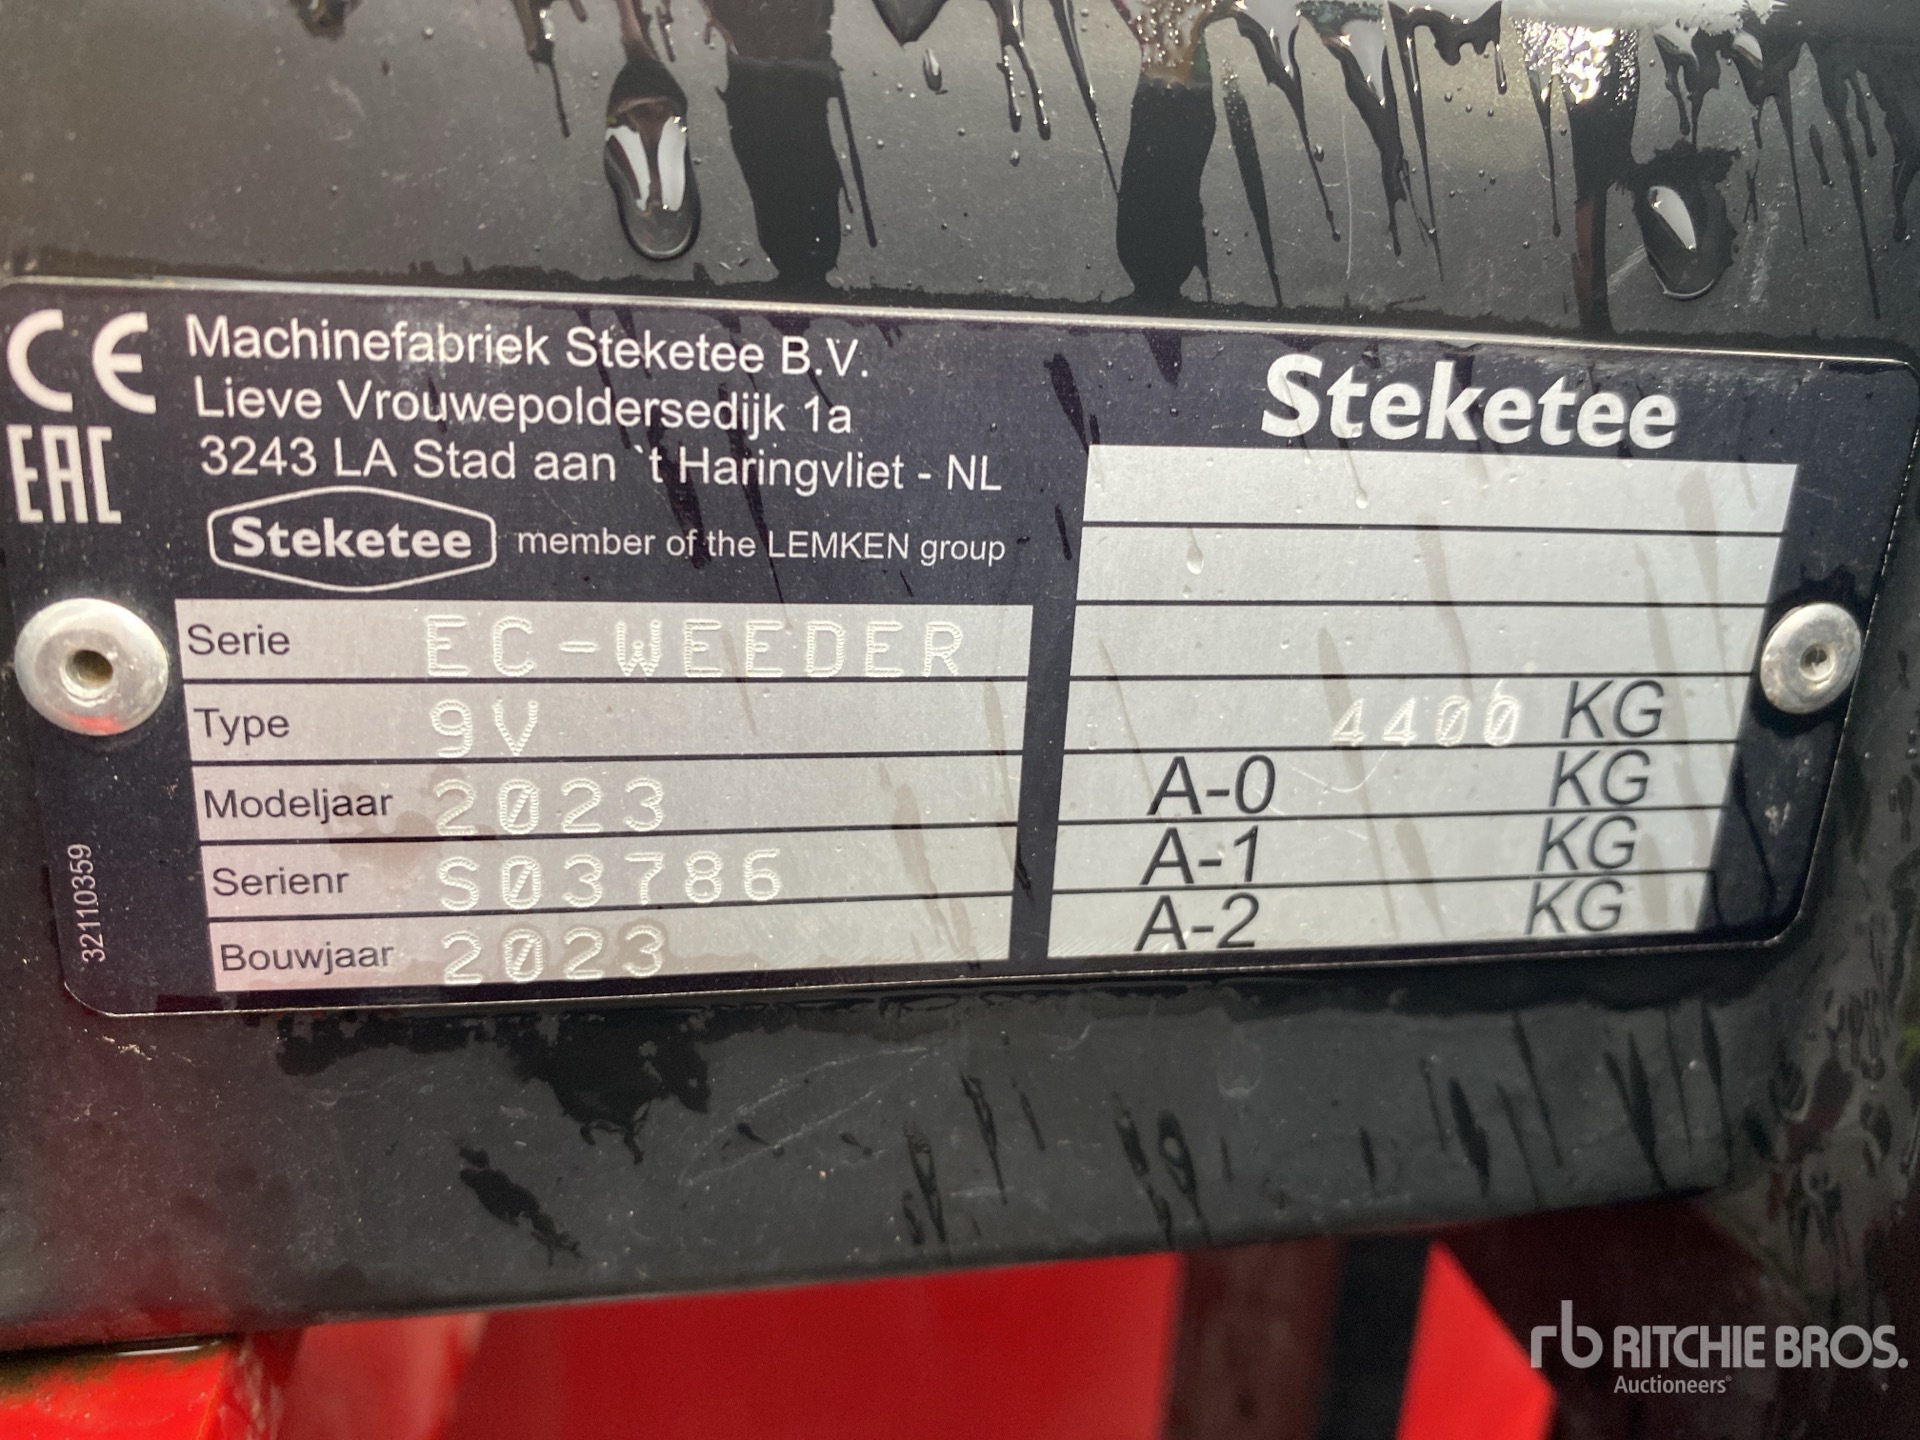 CE
EAC
Machinefabriek Steketee B.V.
Lieve Vrouwepoldersedijk 1a
3243 LA Stad aan `t Haringvliet - NL
Steketee member of the LEMKEN group
Serie EC-WEEDER
Type 9V
Modeljaar 2023
Serienr S03786
Bouwjaar 2023
32110359
Steketee
4400 KG
A-0 KG
A-1 KG
A-2 KG
rb RITCHIE BROS.
Auctioneers